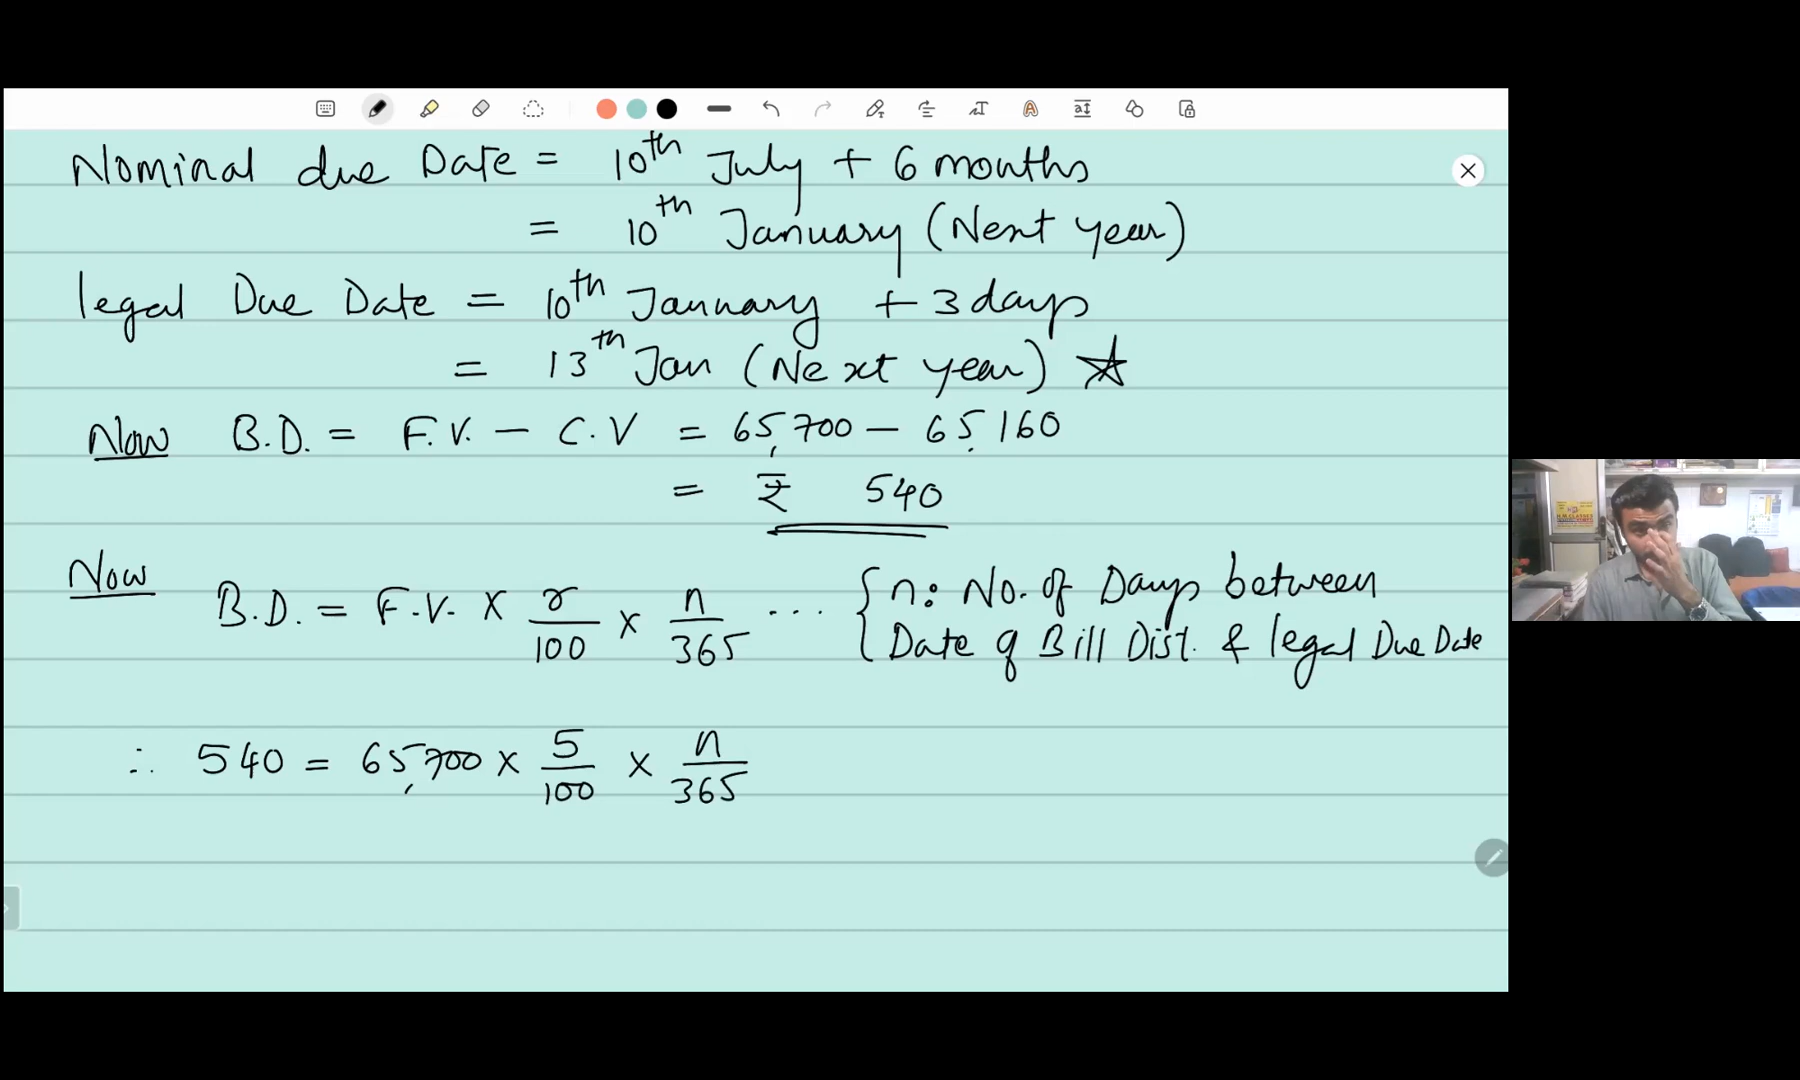 Nominal due Date = 10th July + 6 months
= 10th January (Next year)
legal Due Date = 10th January + 3 days
= 13th Jan (Next year) ☆
Now B.D. = F.V. - C.V = 65,700 - 65,160
= ₹ 540
Now B.D. = F.V. x r/100 x n/365 ... { n: No. of Days between
Date of Bill Dist. & legal Due Date
∴ 540 = 65,700 x 5/100 x n/365